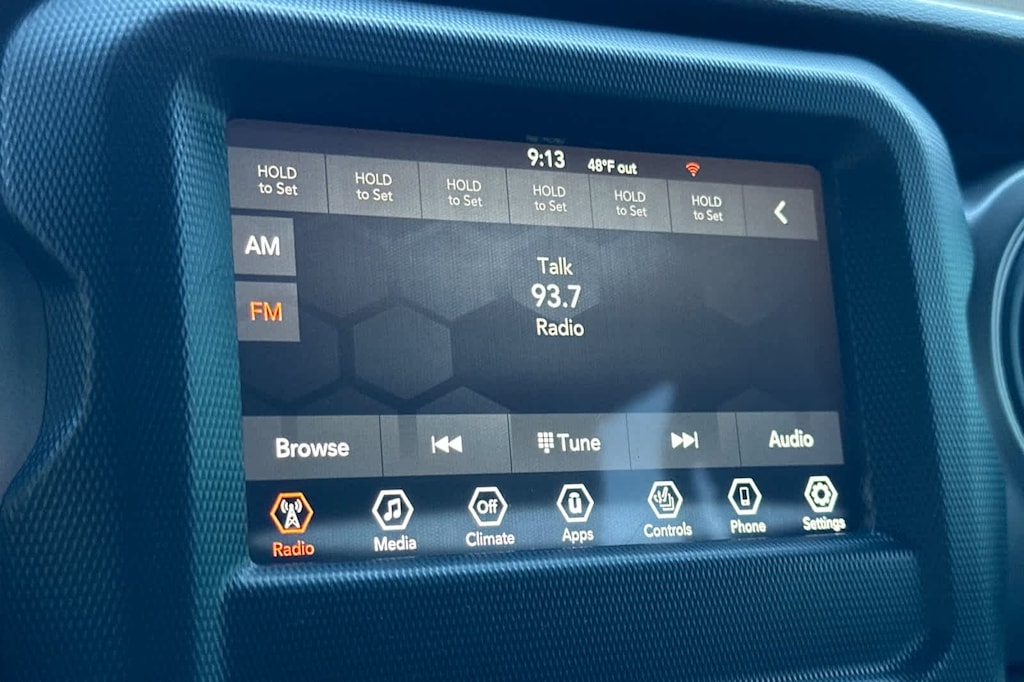 9:13 48°F out
HOLD to Set HOLD to Set HOLD to Set HOLD to Set HOLD to Set HOLD to Set
AM
FM
Talk
93.7
Radio
Browse Tune Audio
Off
Radio Media Climate Apps Controls Phone Settings